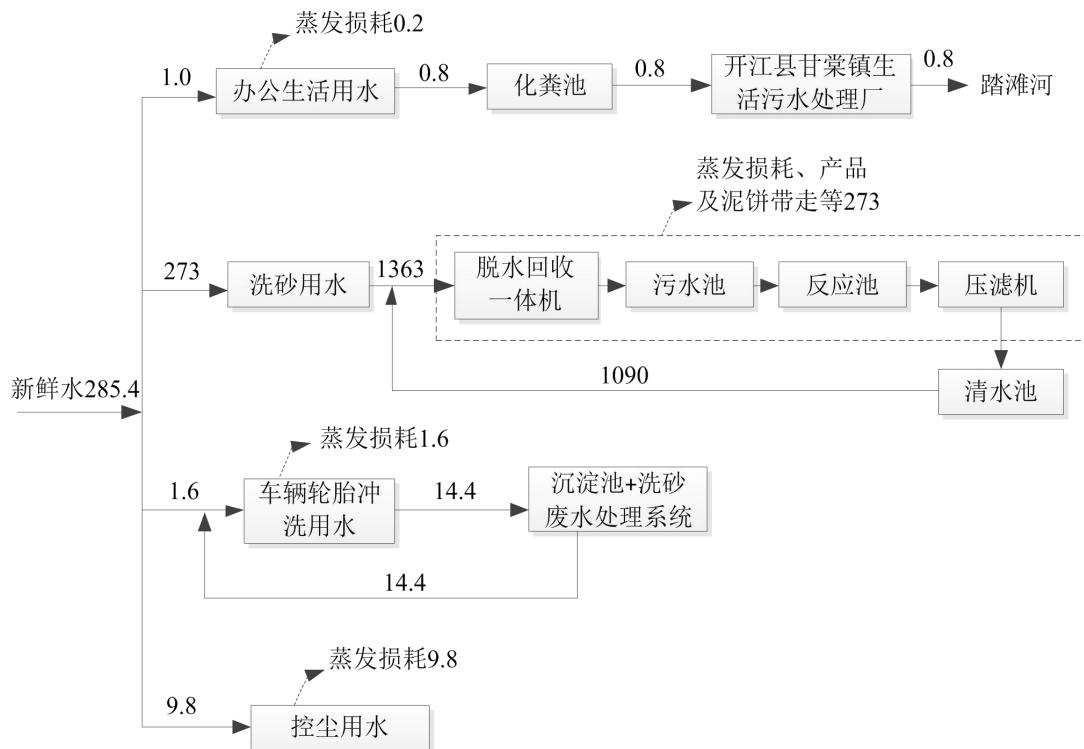 蒸发损耗0.2
1.0
办公生活用水
0.8
化粪池
0.8
开江县甘棠镇生
活污水处理厂
0.8
踏滩河
蒸发损耗、产品
及泥饼带走等273
273
洗砂用水
1363
脱水回收
一体机
污水池
反应池
压滤机
1090
清水池
新鲜水285.4
蒸发损耗1.6
1.6
车辆轮胎冲
洗用水
14.4
沉淀池+洗砂
废水处理系统
14.4
蒸发损耗9.8
9.8
控尘用水